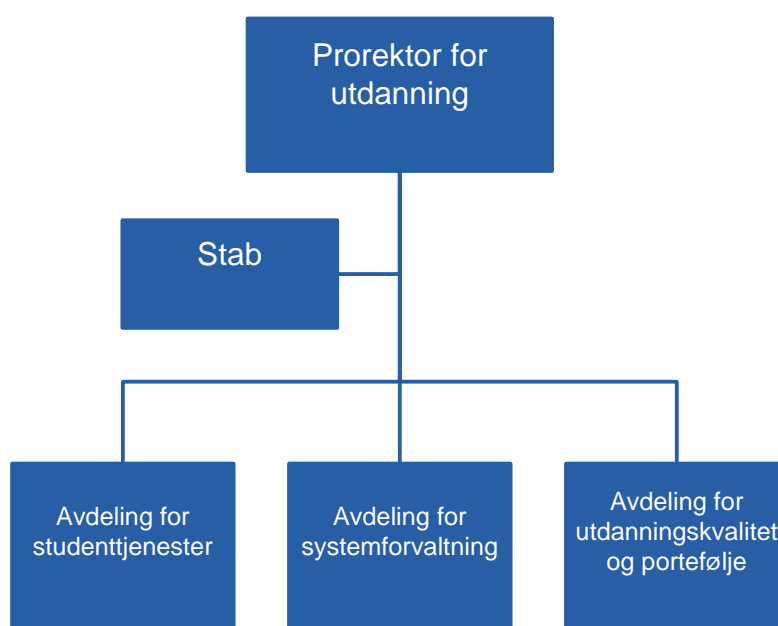 Prorektor for
utdanning
Stab
Avdeling for
studenttjenester
Avdeling for
systemforvaltning
Avdeling for
utdanningskvalitet
og portefølje